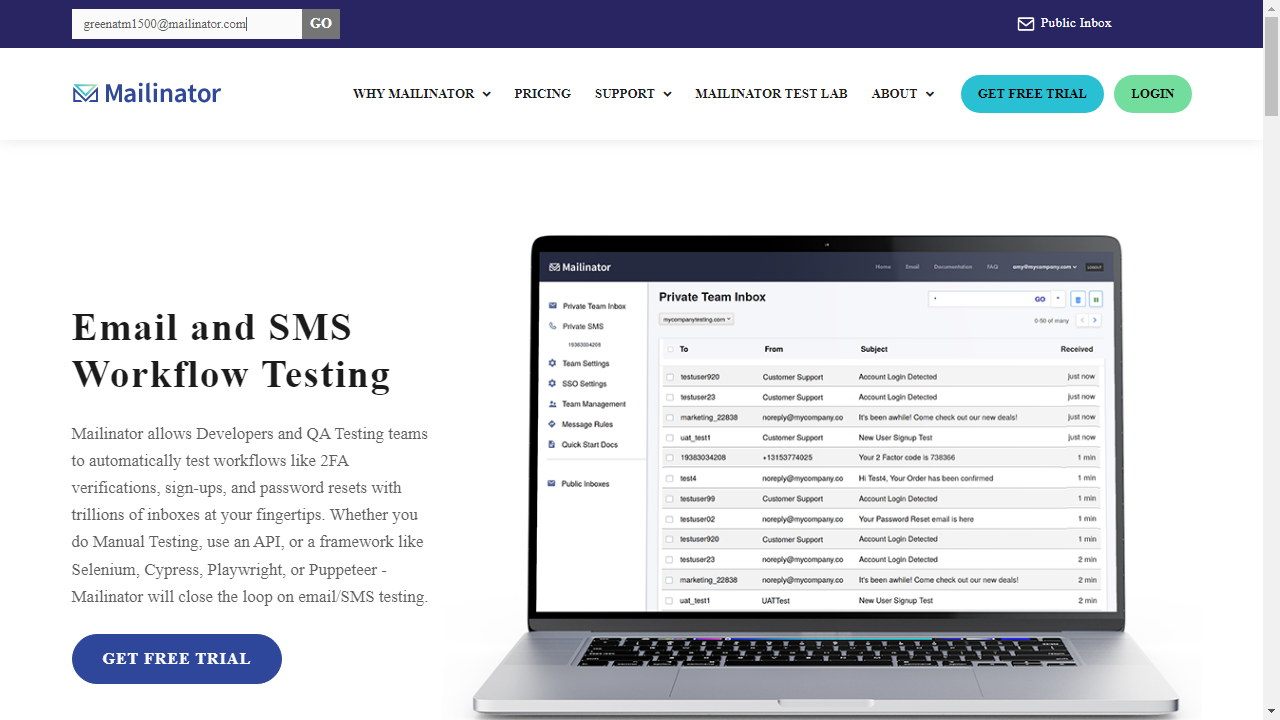 greenatm1500@mailinator.com
GO
Public Inbox
Mailinator
WHY MAILINATOR
PRICING
SUPPORT
MAILINATOR TEST LAB
ABOUT
GET FREE TRIAL
LOGIN
Email and SMS
Workflow Testing
Mailinator allows Developers and QA Testing teams
to automatically test workflows like 2FA
verifications, sign-ups, and password resets with
trillions of inboxes at your fingertips. Whether you
do Manual Testing, use an API, or a framework like
Selenium, Cypress, Playwright, or Puppeteer -
Mailinator will close the loop on email/SMS testing.
GET FREE TRIAL
Mailinator
Home Email Documentation FAQ amy@mycompany.com LOGOUT
Private Team Inbox
Private SMS
19383034208
Team Settings
SSO Settings
Team Management
Message Rules
Quick Start Docs
Public Inboxes
Private Team Inbox
* GO
mycompanytesting.com
0-50 of many
To From Subject Received
testuser920 Customer Support Account Login Detected just now
testuser23 Customer Support Account Login Detected just now
marketing_22838 noreply@mycompany.co It's been awhile! Come check out our new deals! just now
uat_test1 Customer Support New User Signup Test just now
19383034208 +13153774025 Your 2 Factor code is 738366 1 min
test4 noreply@mycompany.co Hi Test4, Your Order has been confirmed 1 min
testuser99 Customer Support Account Login Detected 1 min
testuser02 noreply@mycompany.co Your Password Reset email is here 1 min
testuser920 Customer Support Account Login Detected 1 min
testuser23 noreply@mycompany.co Account Login Detected 2 min
marketing_22838 noreply@mycompany.co It's been awhile! Come check out our new deals! 2 min
uat_test1 UATTest New User Signup Test 2 min